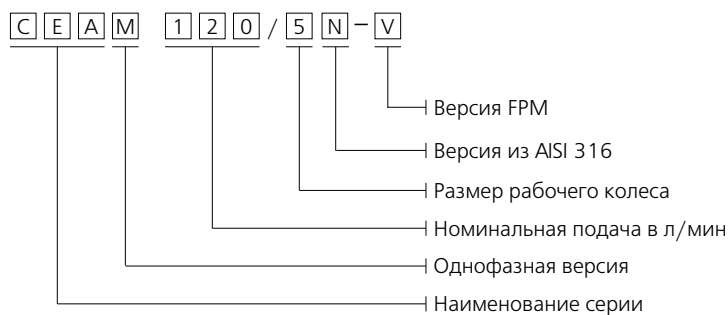 CEAM 120/5N-V
Версия FPM
Версия из AISI 316
Размер рабочего колеса
Номинальная подача в л/мин
Однофазная версия
Наименование серии